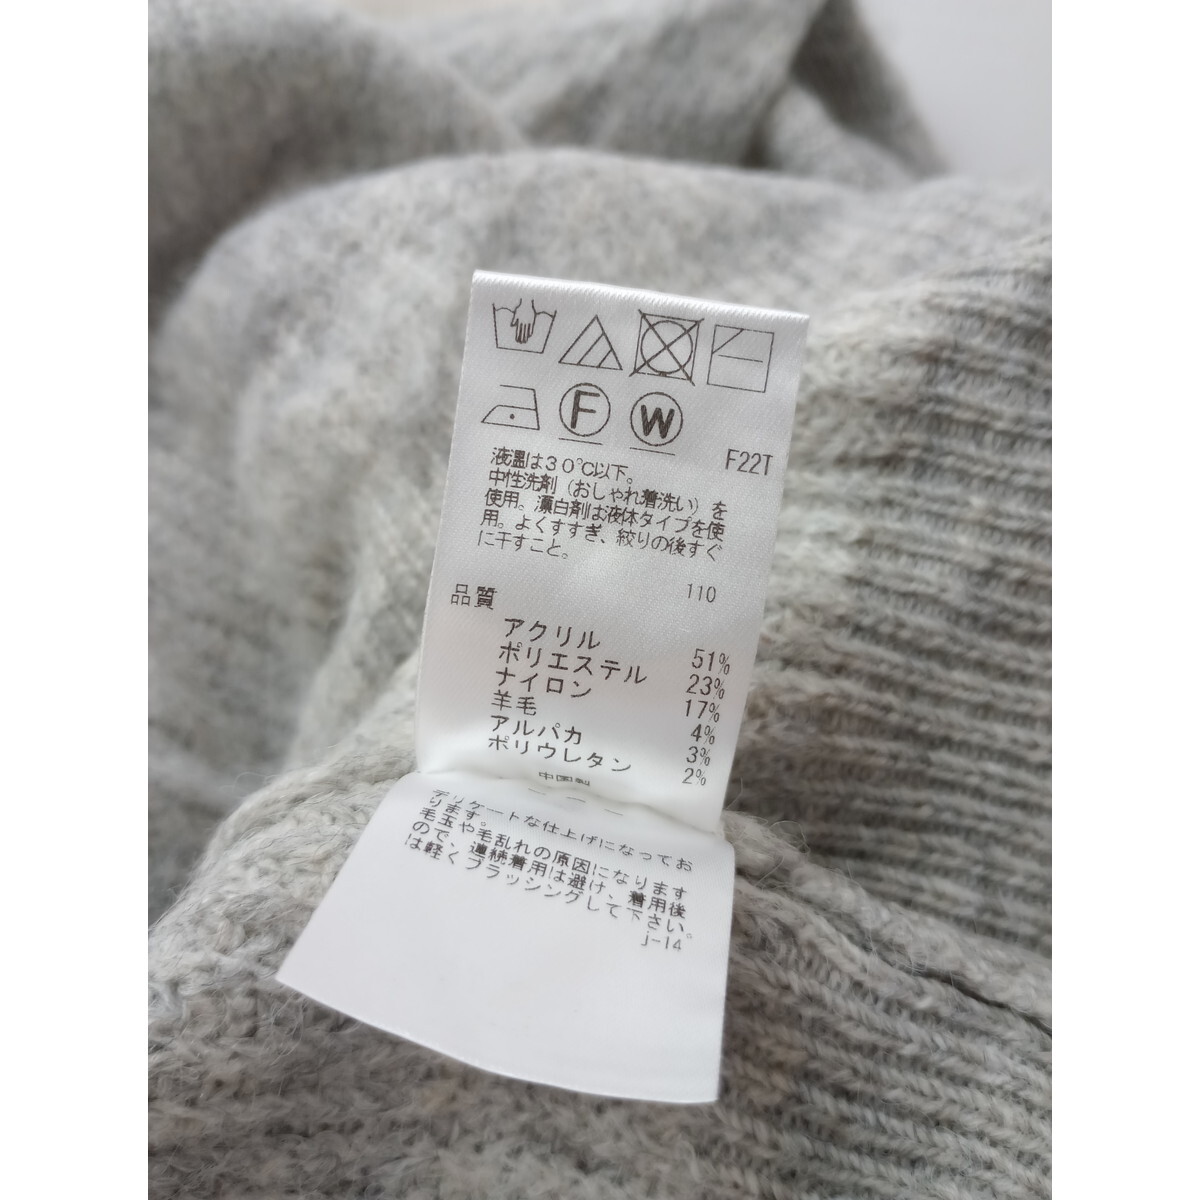 F W
F22T
液温は30℃以下。
中性洗剤（おしゃれ着洗い）を
使用。漂白剤は液体タイプを使
用。よくすすぎ、絞りの後すぐ
に干すこと。
110
品質
アクリル 51%
ポリエステル 23%
ナイロン 17%
羊毛 4%
アルパカ 3%
ポリウレタン 2%
中国製
デリケートな仕上げになってお
ります。
毛玉や毛乱れの原因になります
ので、連続着用は避け、着用後
は軽くブラッシングして下さい。
j-14